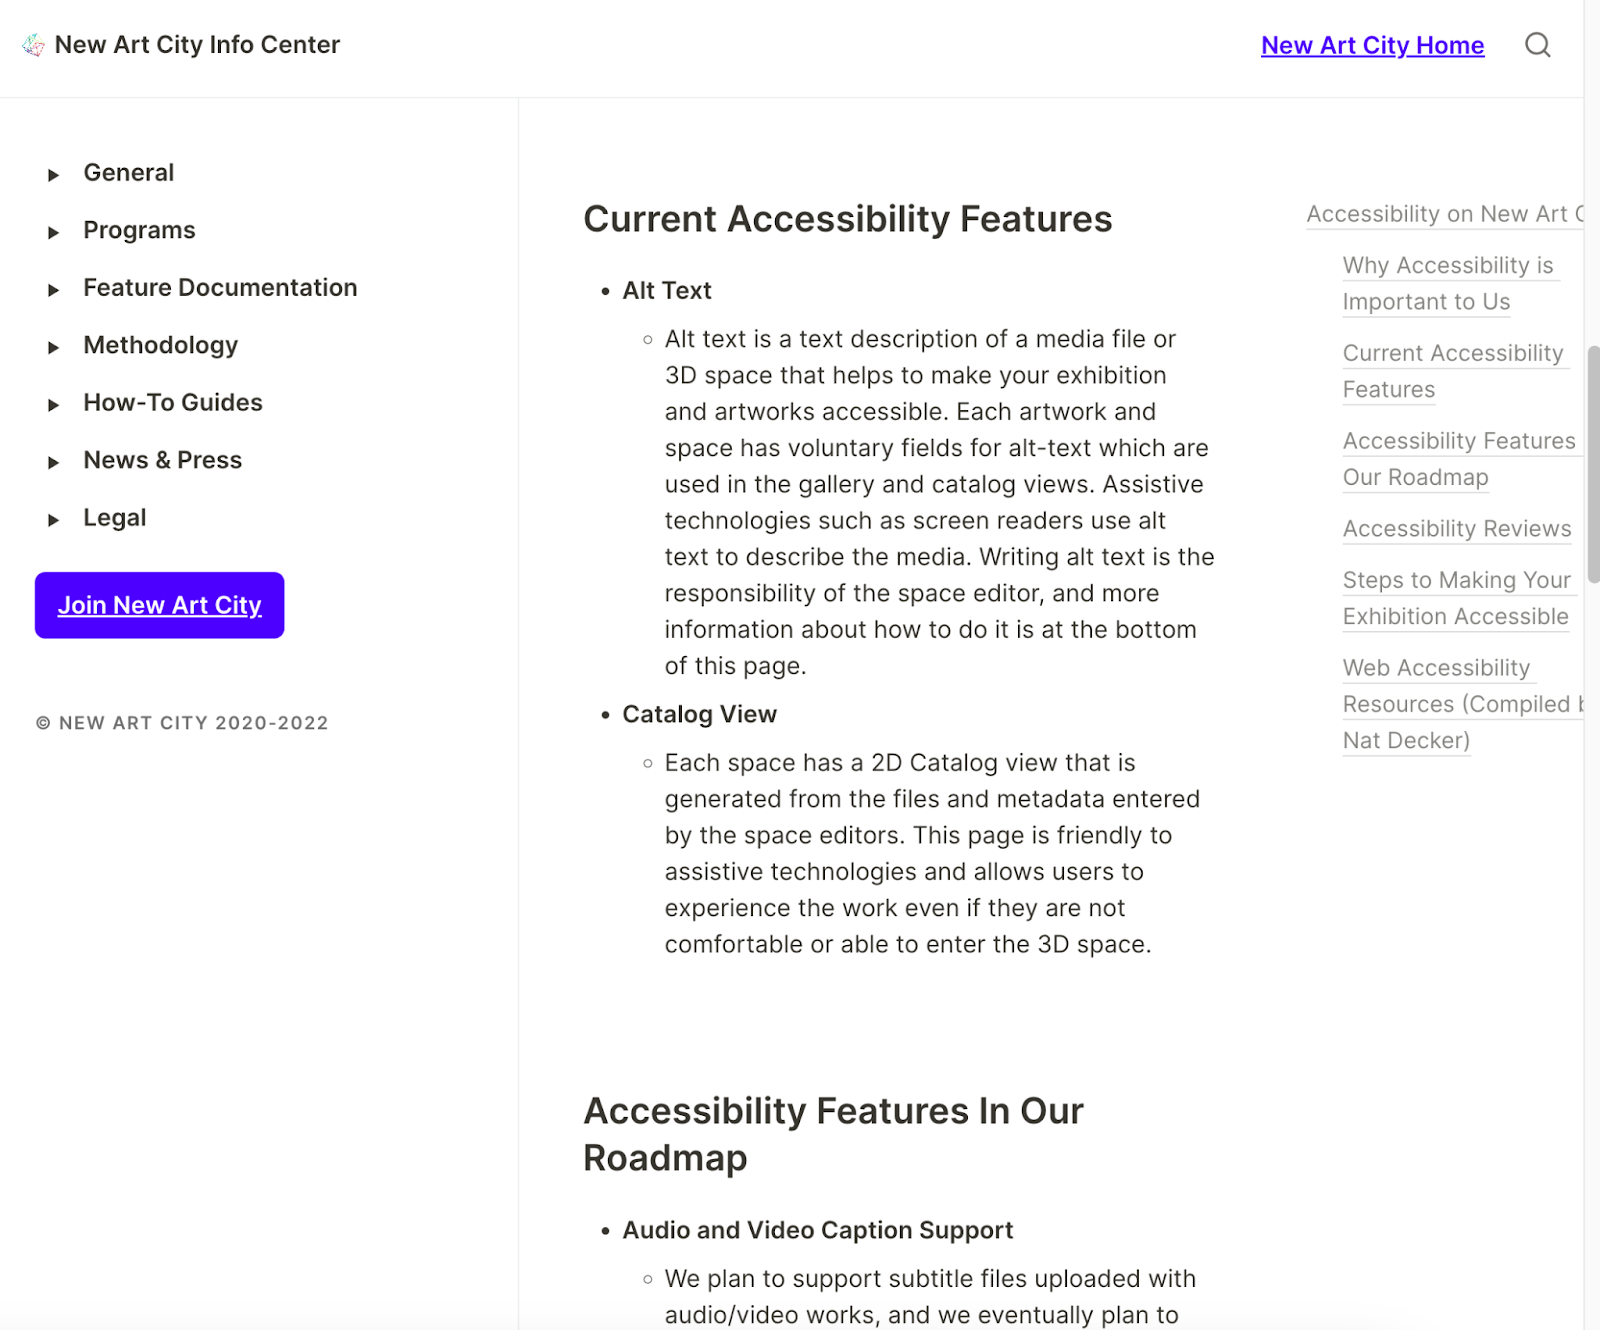 New Art City Info Center
New Art City Home
General
Programs
Feature Documentation
Methodology
How-To Guides
News & Press
Legal
Join New Art City
© NEW ART CITY 2020-2022
Current Accessibility Features
• Alt Text
◦ Alt text is a text description of a media file or
3D space that helps to make your exhibition
and artworks accessible. Each artwork and
space has voluntary fields for alt-text which are
used in the gallery and catalog views. Assistive
technologies such as screen readers use alt
text to describe the media. Writing alt text is the
responsibility of the space editor, and more
information about how to do it is at the bottom
of this page.
• Catalog View
◦ Each space has a 2D Catalog view that is
generated from the files and metadata entered
by the space editors. This page is friendly to
assistive technologies and allows users to
experience the work even if they are not
comfortable or able to enter the 3D space.
Accessibility Features In Our
Roadmap
• Audio and Video Caption Support
◦ We plan to support subtitle files uploaded with
audio/video works, and we eventually plan to
Accessibility on New Art
Why Accessibility is
Important to Us
Current Accessibility
Features
Accessibility Features
Our Roadmap
Accessibility Reviews
Steps to Making Your
Exhibition Accessible
Web Accessibility
Resources (Compiled
Nat Decker)